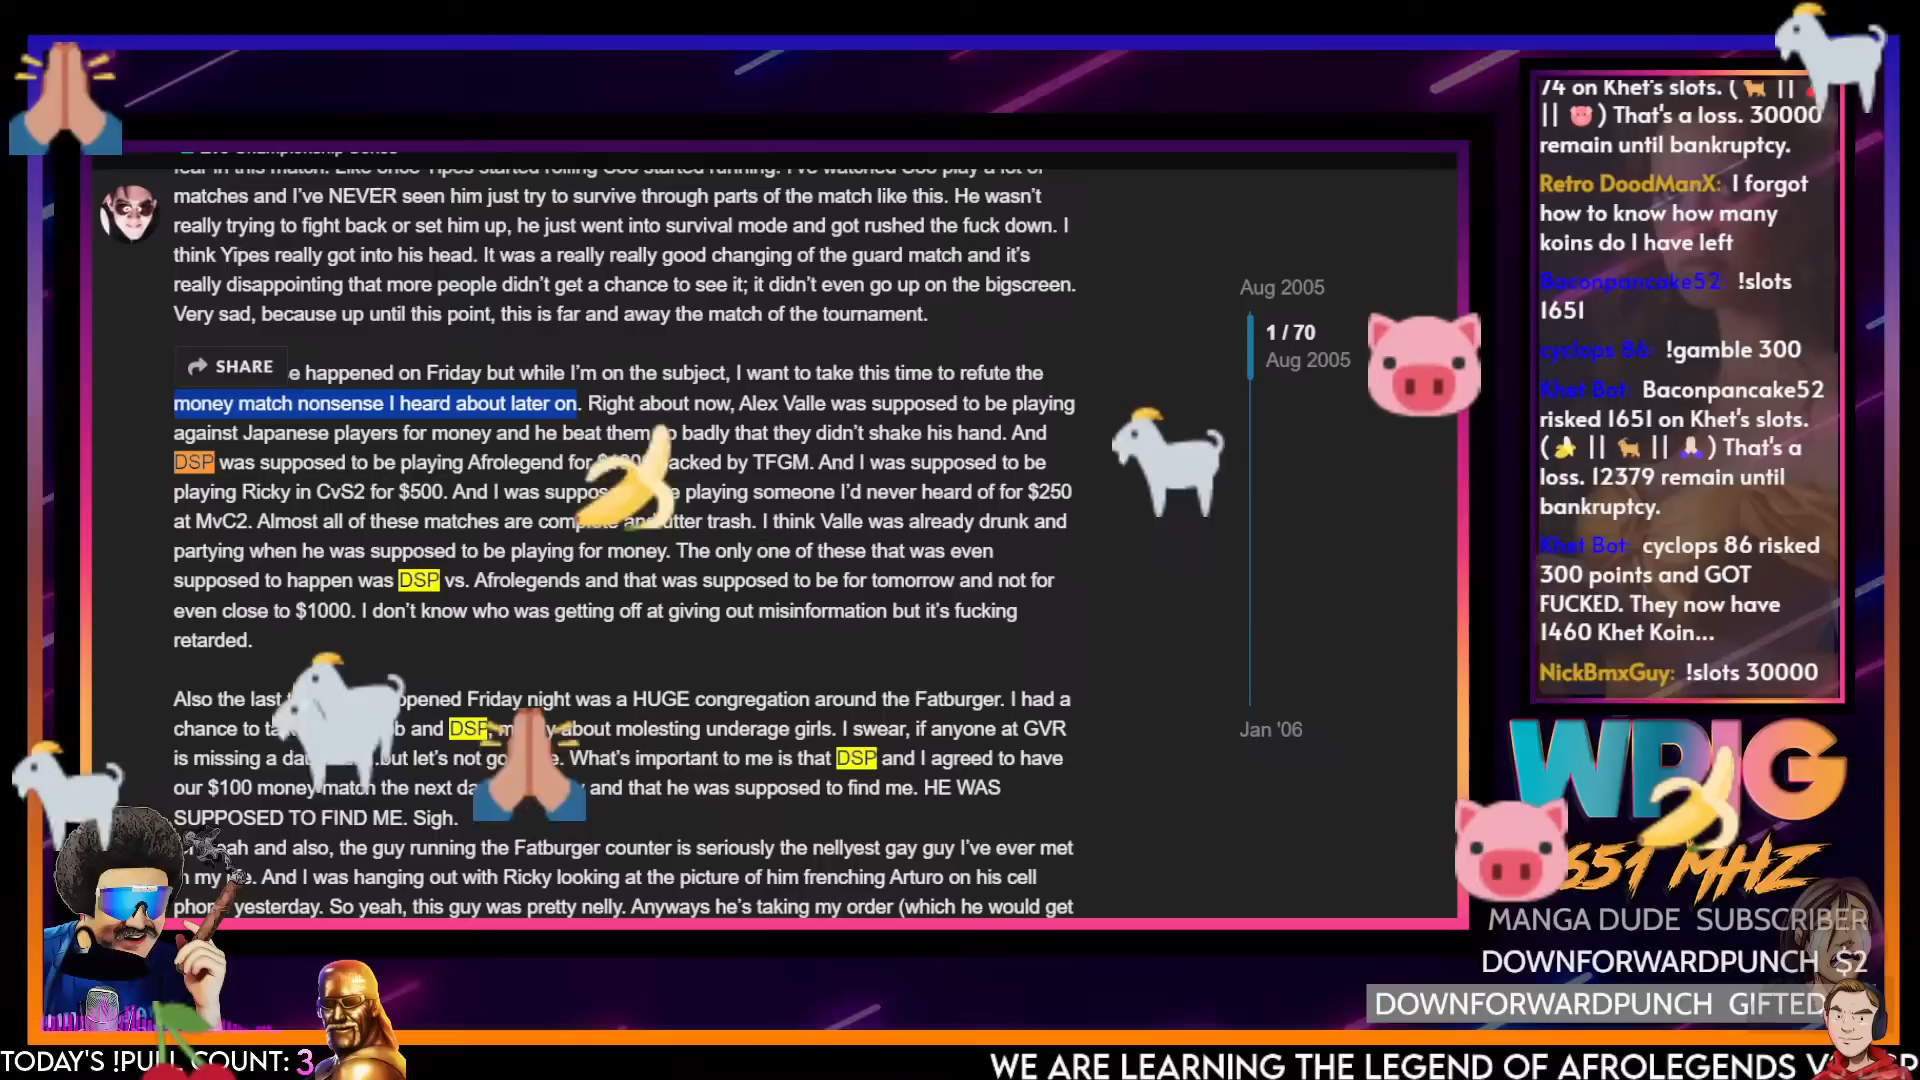 matches and I've NEVER seen him just try to survive through parts of the match like this. He wasn't
really trying to fight back or set him up, he just went into survival mode and got rushed the fuck down. I
think Yipes really got into his head. It was a really really good changing of the guard match and it's
really disappointing that more people didn't get a chance to see it; it didn't even go up on the bigscreen.
Very sad, because up until this point, this is far and away the match of the tournament.
SHARE
e happened on Friday but while I'm on the subject, I want to take this time to refute the
money match nonsense I heard about later on. Right about now, Alex Valle was supposed to be playing
against Japanese players for money and he beat them so badly that they didn't shake his hand. And
DSP was supposed to be playing Afrolegend for backed by TFGM. And I was supposed to be
playing Ricky in CvS2 for $500. And I was playing someone I'd never heard of for $250
at MvC2. Almost all of these matches are complete and utter trash. I think Valle was already drunk and
partying when he was supposed to be playing for money. The only one of these that was even
supposed to happen was DSP vs. Afrolegends and that was supposed to be for tomorrow and not for
even close to $1000. I don't know who was getting off at giving out misinformation but it's fucking
retarded.
Also the last Friday night was a HUGE congregation around the Fatburger. I had a
chance to and DSP, about molesting underage girls. I swear, if anyone at GVR
is missing a but let's not go What's important to me is that DSP and I agreed to have
our $100 money match the next and that he was supposed to find me. HE WAS
SUPPOSED TO FIND ME. Sigh.
and also, the guy running the Fatburger counter is seriously the nellyest gay guy I've ever met
my And I was hanging out with Ricky looking at the picture of him frenching Arturo on his cell
phone yesterday. So yeah, this guy was pretty nelly. Anyways he's taking my order (which he would get
Aug 2005
1 / 70
Aug 2005
Jan '06
74 on Khet's slots. ( ||
|| ) That's a loss. 30000
remain until bankruptcy.
Retro DoodManX: I forgot
how to know how many
koins do I have left
Baconpancake52: !slots
1651
cyclops 86: !gamble 300
Khet Bot: Baconpancake52
risked 1651 on Khet's slots.
( || || ) That's a
loss. 12379 remain until
bankruptcy.
Khet Bot: cyclops 86 risked
300 points and GOT
FUCKED. They now have
1460 Khet Koin...
NickBmxGuy: !slots 30000
WPIG
651 MHZ
MANGA DUDE SUBSCRIBER
DOWNFORWARDPUNCH $2
DOWNFORWARDPUNCH GIFTED
TODAY'S !PULL COUNT: 3
WE ARE LEARNING THE LEGEND OF AFROLEGENDS